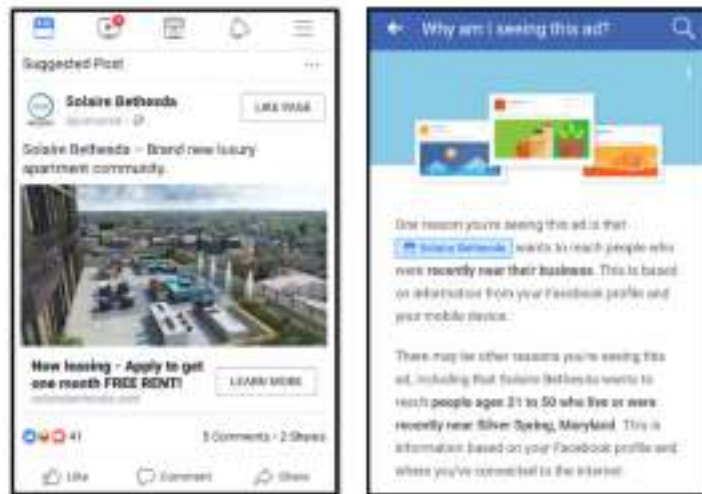 Suggested Post
Solaire Bethesda
LIKE PAGE
Sponsored
Solaire Bethesda – Brand new luxury
apartment community.
Now leasing - Apply to get
one month FREE RENT!
LEARN MORE
41
5 Comments · 2 Shares
Like
Comment
Share
Why am I seeing this ad?
One reason you're seeing this ad is that
Solaire Bethesda wants to reach people who
were recently near their business. This is based
on information from your Facebook profile and
your mobile device.
There may be other reasons you're seeing this
ad, including that Solaire Bethesda wants to
reach people ages 21 to 50 who live or were
recently near Silver Spring, Maryland. This is
information based on your Facebook profile and
where you've connected to the internet.